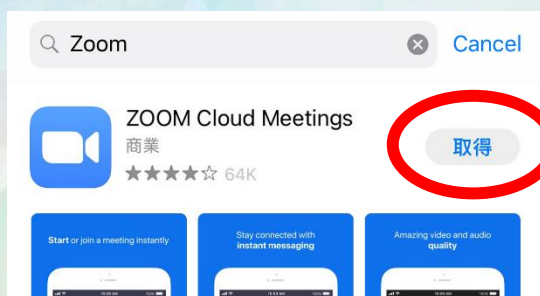 Zoom
Cancel
ZOOM Cloud Meetings
商業
取得
64K
Start or join a meeting instantly
Stay connected with
instant messaging
Amazing video and audio
quality